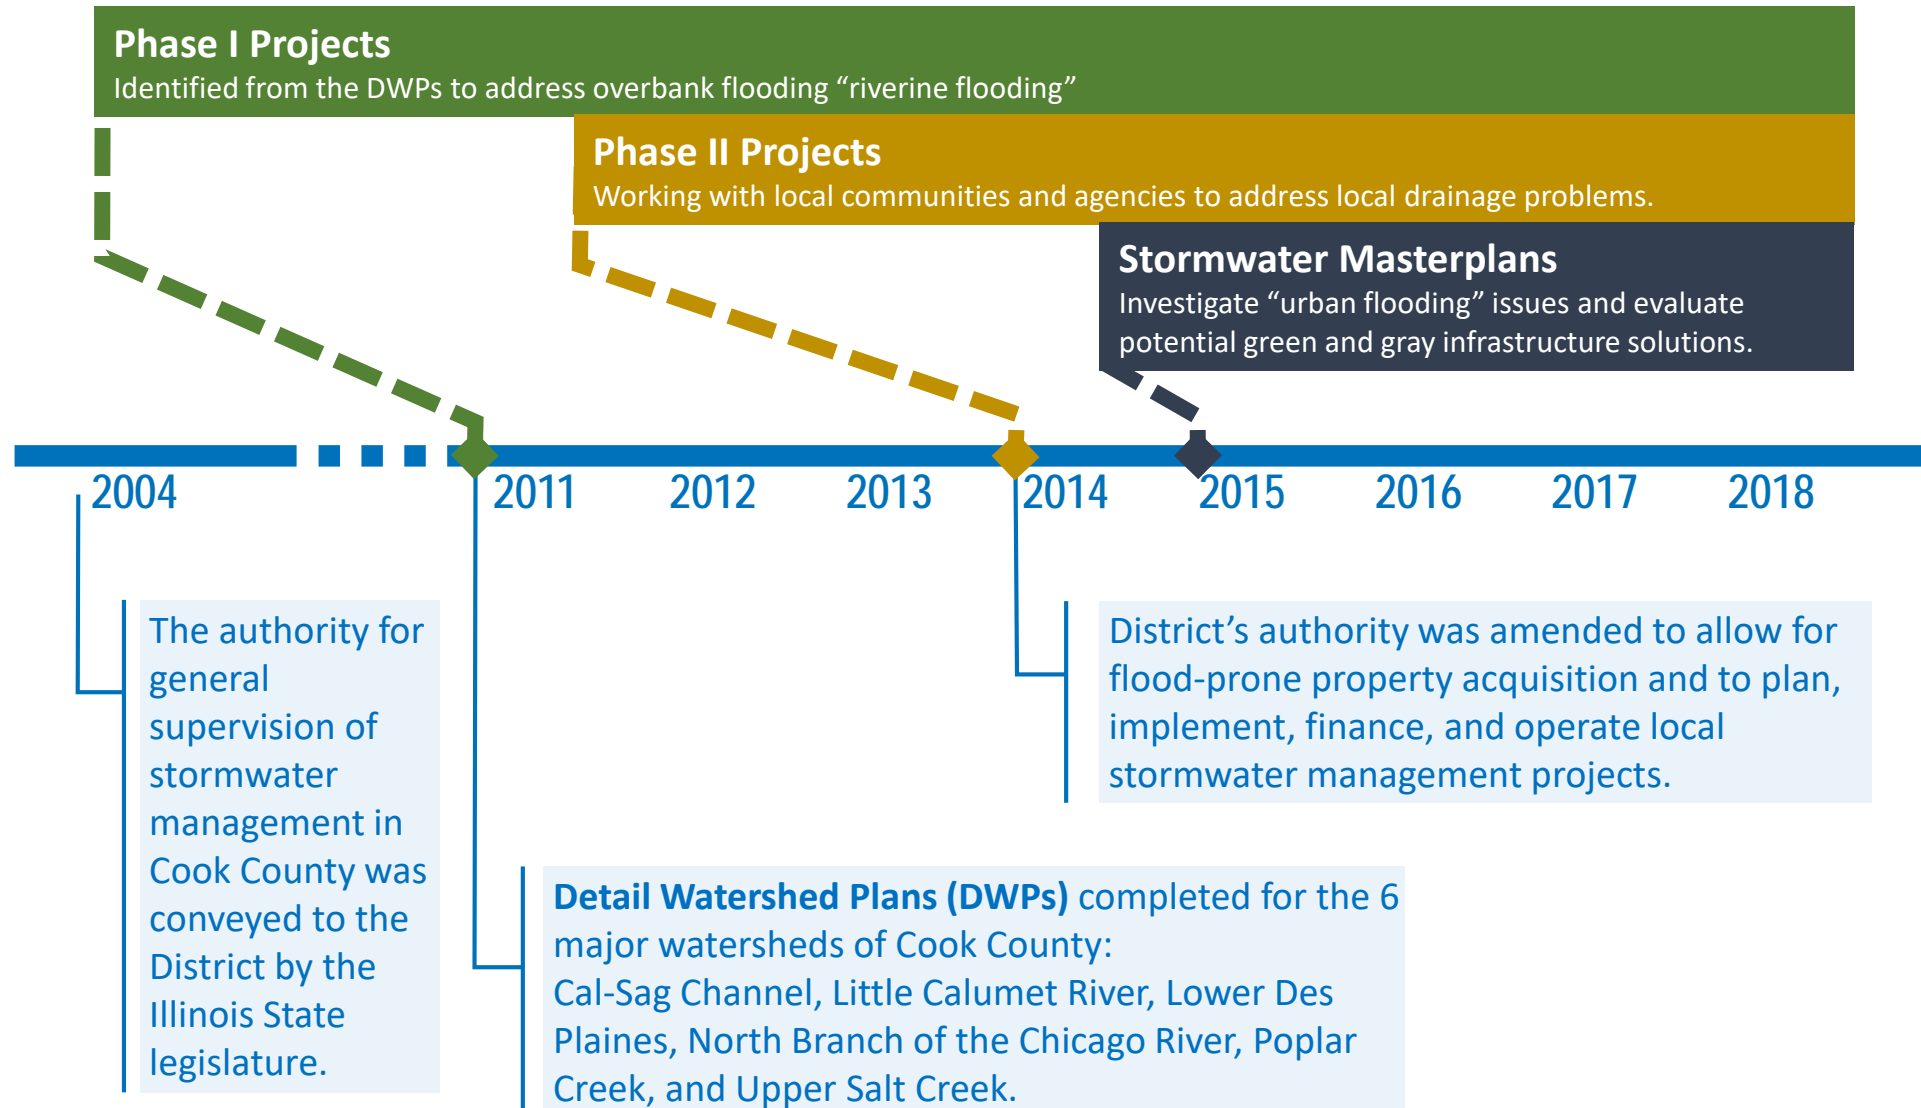 Phase I Projects
Identified from the DWPs to address overbank flooding “riverine flooding”
Phase II Projects
Working with local communities and agencies to address local drainage problems.
Stormwater Masterplans
Investigate “urban flooding” issues and evaluate
potential green and gray infrastructure solutions.
2004
2011
2012
2013
2014
2015
2016
2017
2018
The authority for
general
supervision of
stormwater
management in
Cook County was
conveyed to the
District by the
Illinois State
legislature.
District’s authority was amended to allow for
flood-prone property acquisition and to plan,
implement, finance, and operate local
stormwater management projects.
Detail Watershed Plans (DWPs) completed for the 6
major watersheds of Cook County:
Cal-Sag Channel, Little Calumet River, Lower Des
Plaines, North Branch of the Chicago River, Poplar
Creek, and Upper Salt Creek.